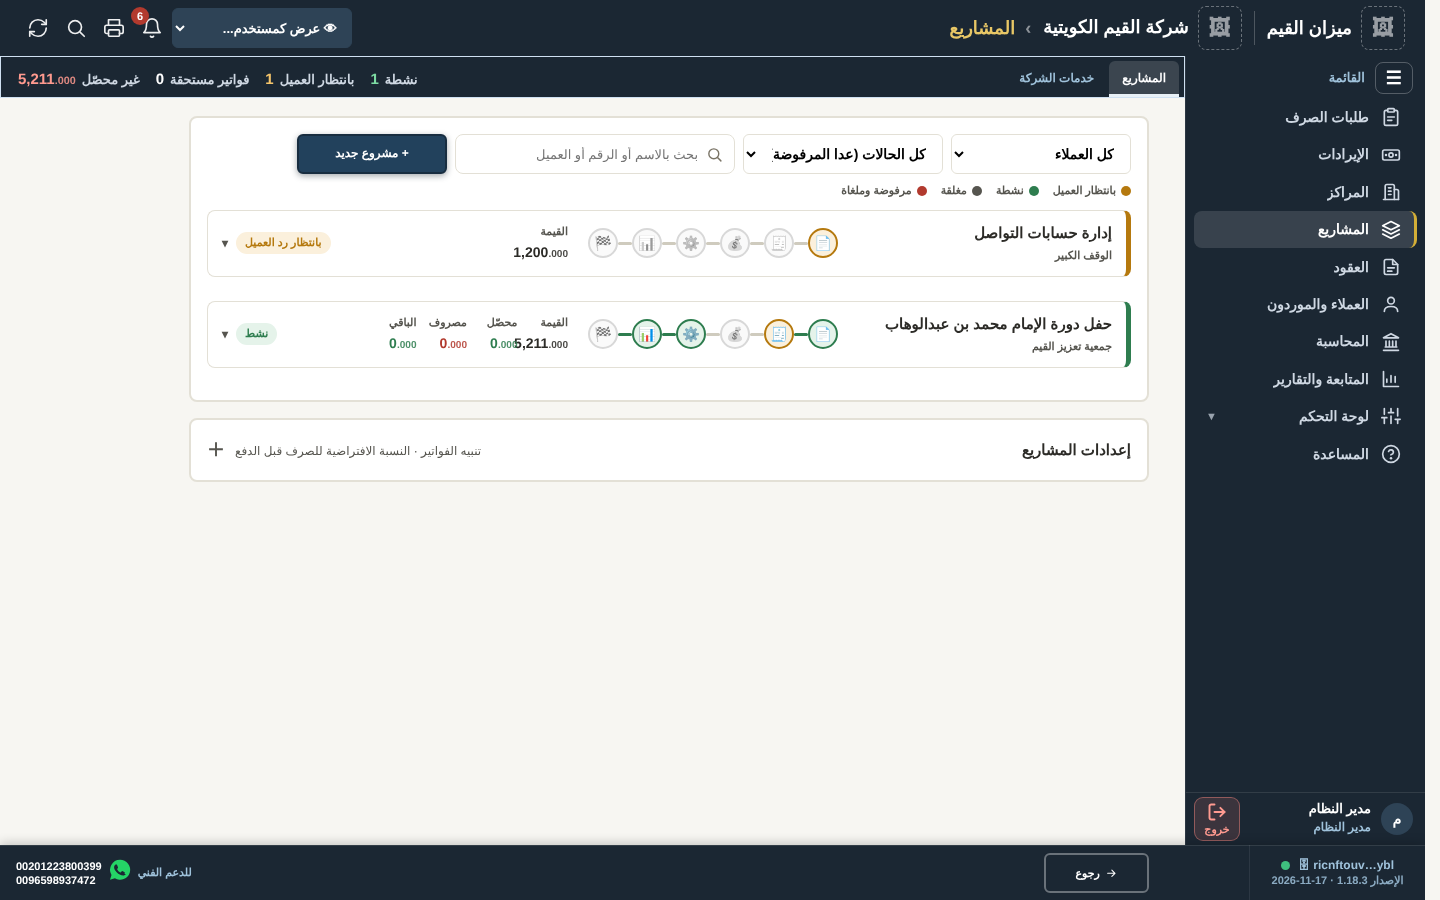 ميزان القيم
شركة القيم الكويتية › المشاريع
عرض كمستخدم...
6
القائمة
طلبات الصرف
الإيرادات
المراكز
المشاريع
العقود
العملاء والموردون
المحاسبة
المتابعة والتقارير
لوحة التحكم
المساعدة
المشاريع
خدمات الشركة
نشطة 1 بانتظار العميل 1 فواتير مستحقة 0 غير محصّل 5,211.000
كل العملاء
كل الحالات (عدا المرفوضة
بحث بالاسم أو الرقم أو العميل
+ مشروع جديد
بانتظار العميل نشطة مغلقة مرفوضة وملغاة
إدارة حسابات التواصل
الوقف الكبير
القيمة
1,200.000
بانتظار رد العميل
حفل دورة الإمام محمد بن عبدالوهاب
جمعية تعزيز القيم
القيمة محصّل مصروف الباقي
5,211.000 0.000 0.000 0.000
نشط
إعدادات المشاريع
تنبيه الفواتير · النسبة الافتراضية للصرف قبل الدفع
م
مدير النظام
مدير النظام
خروج
ricnftouv…ybl
الإصدار 1.18.3 · 2026-11-17
→ رجوع
للدعم الفني
00201223800399
0096598937472